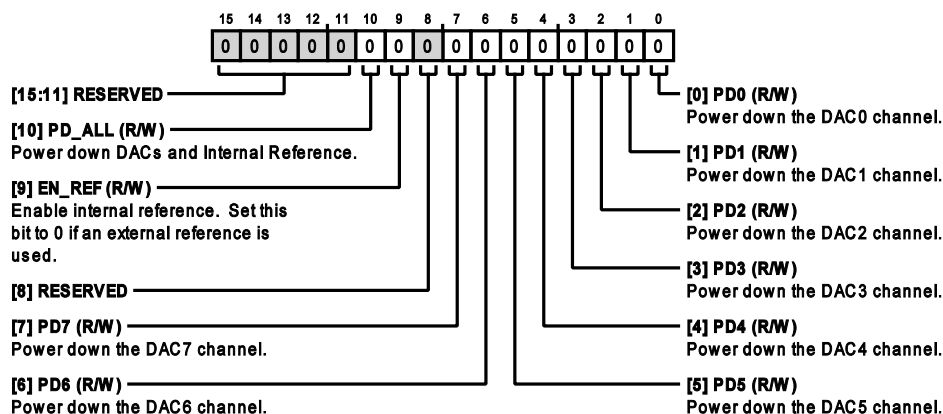 15 14 13 12 11 10 9 8 7 6 5 4 3 2 1 0
0 0 0 0 0 0 0 0 0 0 0 0 0 0 0 0
[15:11] RESERVED
[10] PD_ALL (R/W)
Power down DACs and Internal Reference.
[9] EN_REF (R/W)
Enable internal reference. Set this
bit to 0 if an external reference is
used.
[8] RESERVED
[7] PD7 (R/W)
Power down the DAC7 channel.
[6] PD6 (R/W)
Power down the DAC6 channel.
[0] PD0 (R/W)
Power down the DAC0 channel.
[1] PD1 (R/W)
Power down the DAC1 channel.
[2] PD2 (R/W)
Power down the DAC2 channel.
[3] PD3 (R/W)
Power down the DAC3 channel.
[4] PD4 (R/W)
Power down the DAC4 channel.
[5] PD5 (R/W)
Power down the DAC5 channel.